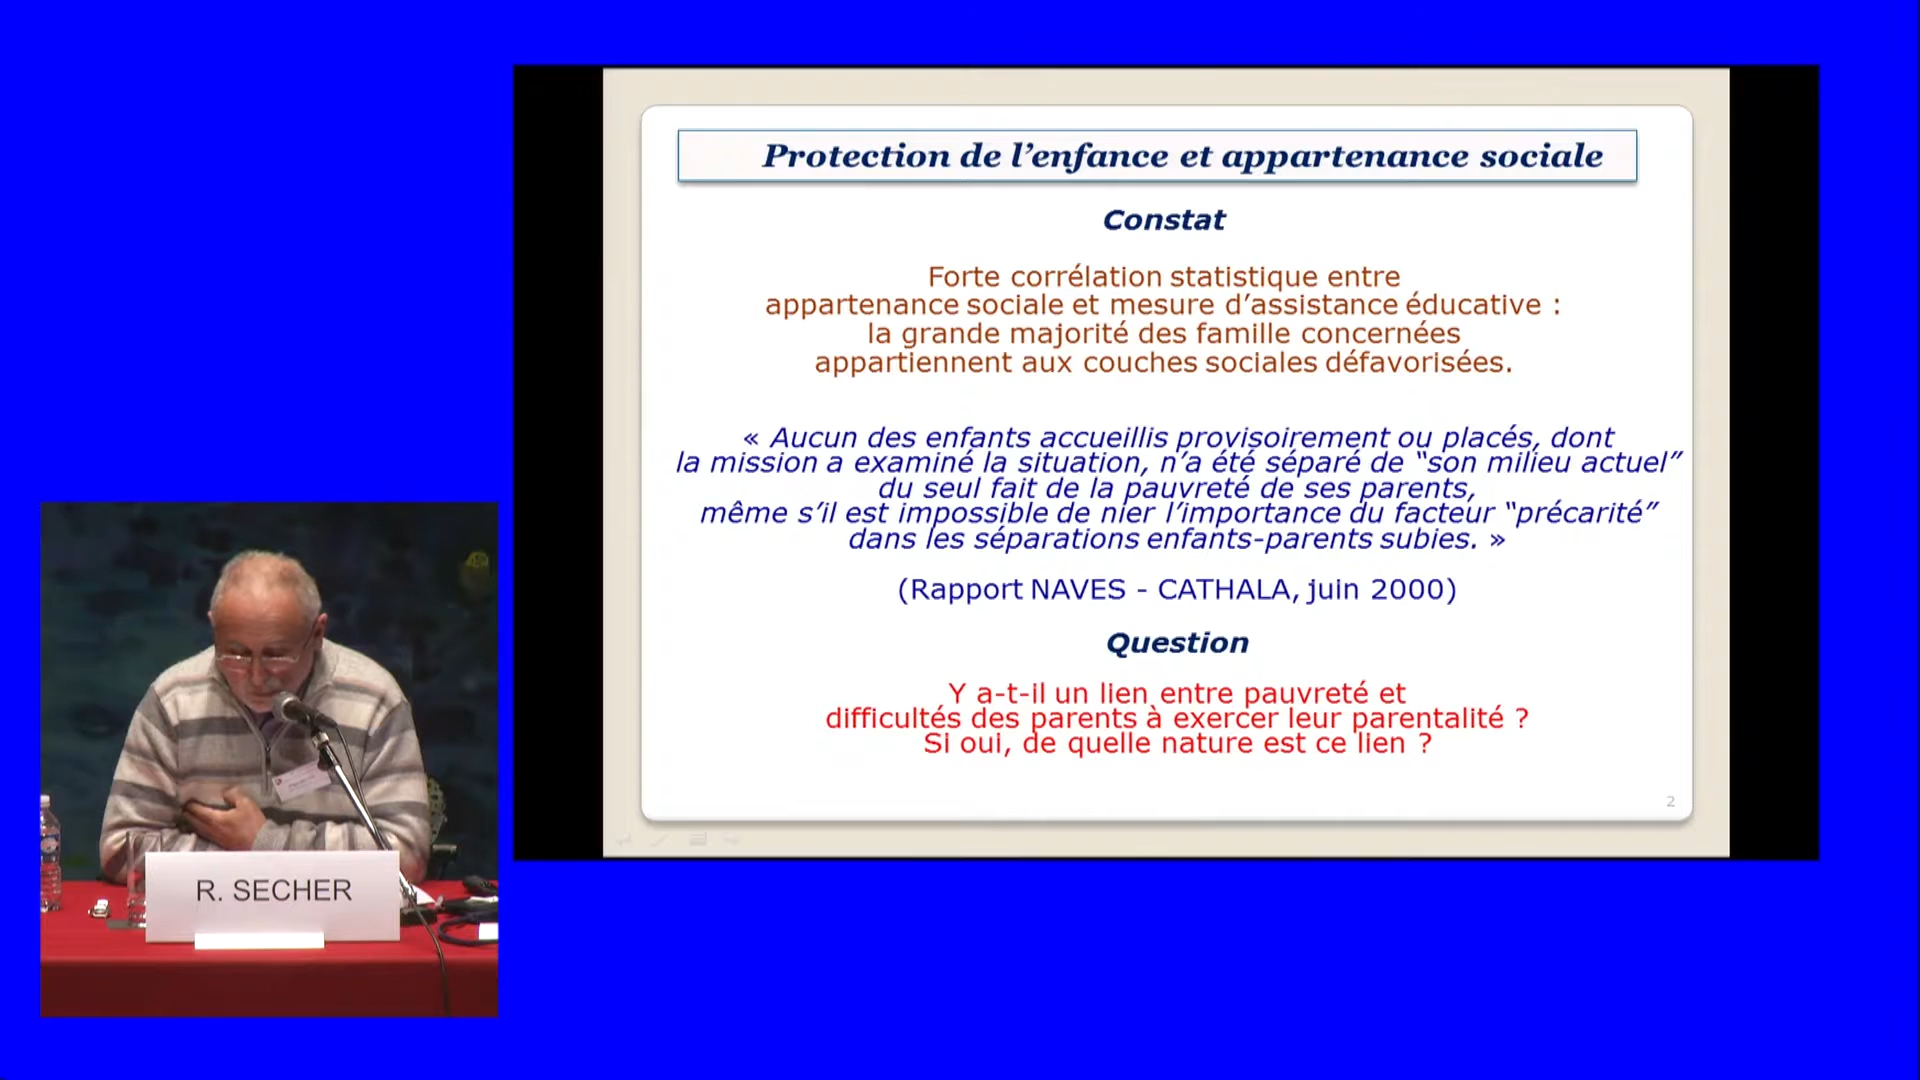 Protection de l’enfance et appartenance sociale
Constat
Forte corrélation statistique entre
appartenance sociale et mesure d’assistance éducative :
la grande majorité des famille concernées
appartiennent aux couches sociales défavorisées.
« Aucun des enfants accueillis provisoirement ou placés, dont
la mission a examiné la situation, n’a été séparé de “son milieu actuel”
du seul fait de la pauvreté de ses parents,
même s’il est impossible de nier l’importance du facteur “précarité”
dans les séparations enfants-parents subies. »
(Rapport NAVES - CATHALA, juin 2000)
Question
Y a-t-il un lien entre pauvreté et
difficultés des parents à exercer leur parentalité ?
Si oui, de quelle nature est ce lien ?
2
R. SECHER